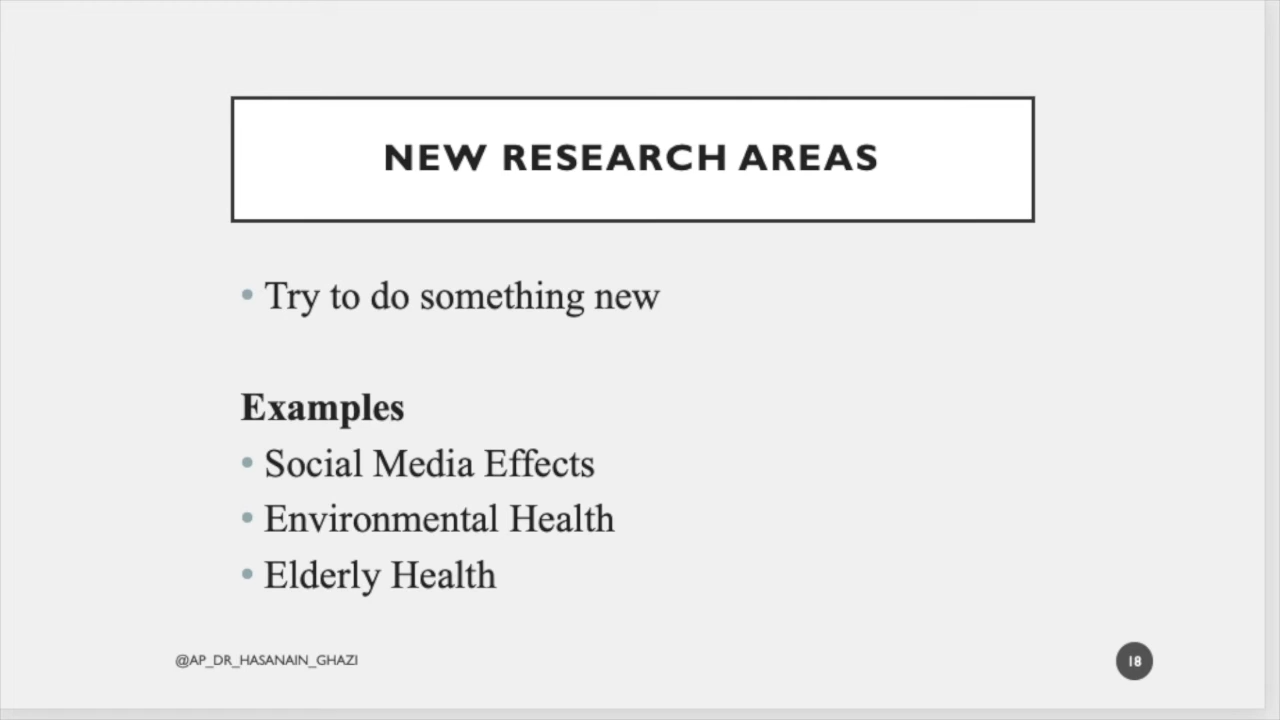 NEW RESEARCH AREAS
• Try to do something new
Examples
• Social Media Effects
• Environmental Health
• Elderly Health
@AP_DR_HASANAIN_GHAZI
18